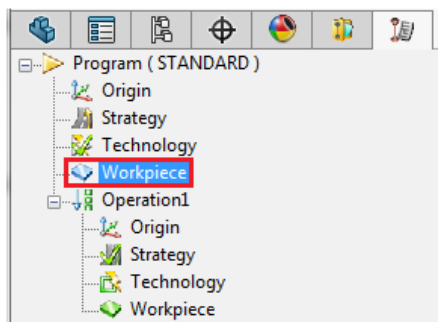 Program ( STANDARD )
Origin
Strategy
Technology
Workpiece
Operation1
Origin
Strategy
Technology
Workpiece